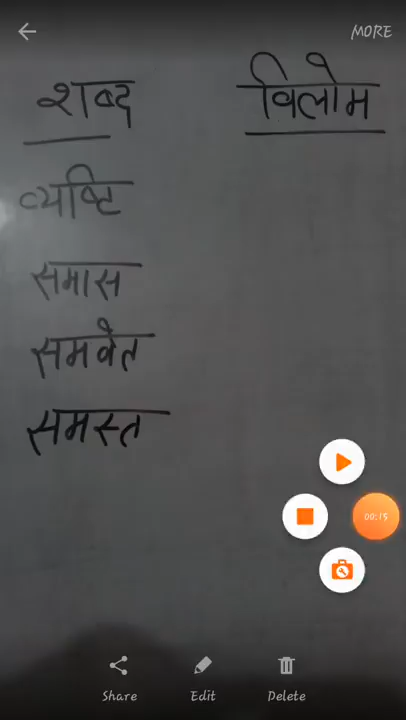 MORE
शब्द विलोम
व्यष्टि
समास
समवेत
समस्त
00:15
Share Edit Delete